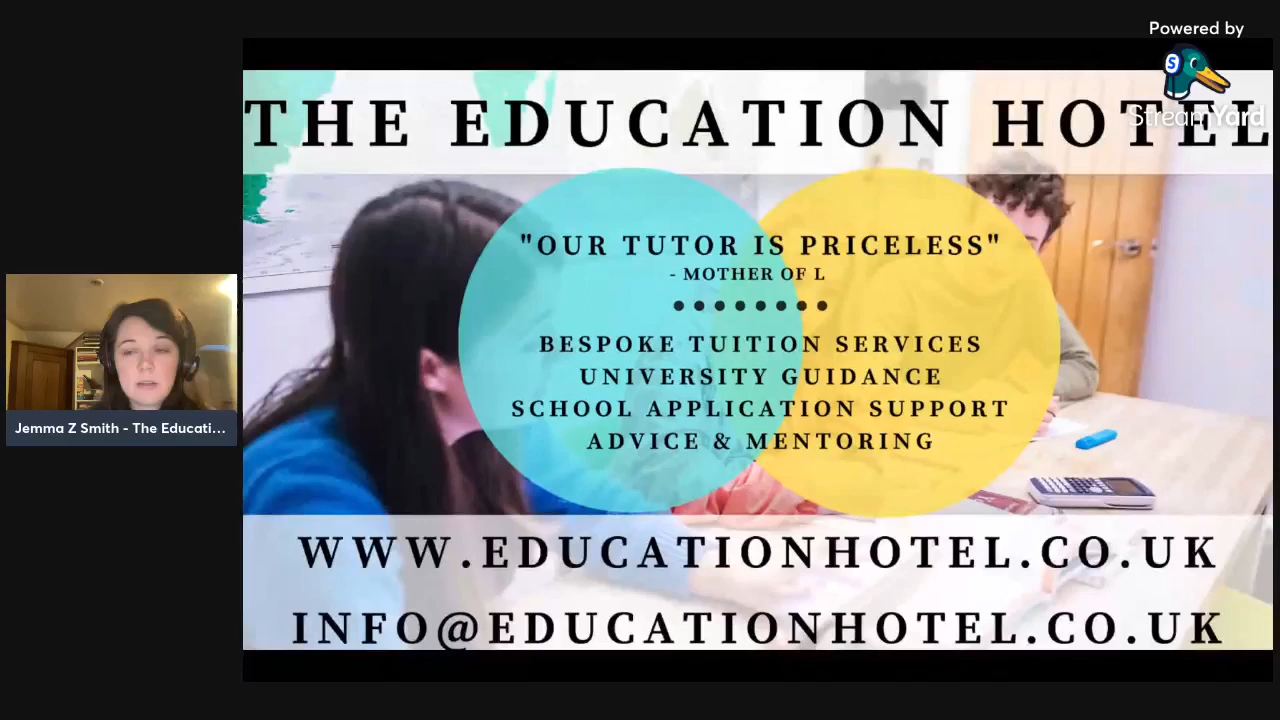 Powered by
S
StreamYard
THE EDUCATION HOTEL
"OUR TUTOR IS PRICELESS"
- MOTHER OF L
BESPOKE TUITION SERVICES
UNIVERSITY GUIDANCE
SCHOOL APPLICATION SUPPORT
ADVICE & MENTORING
Jemma Z Smith - The Educati...
WWW.EDUCATIONHOTEL.CO.UK
INFO@EDUCATIONHOTEL.CO.UK